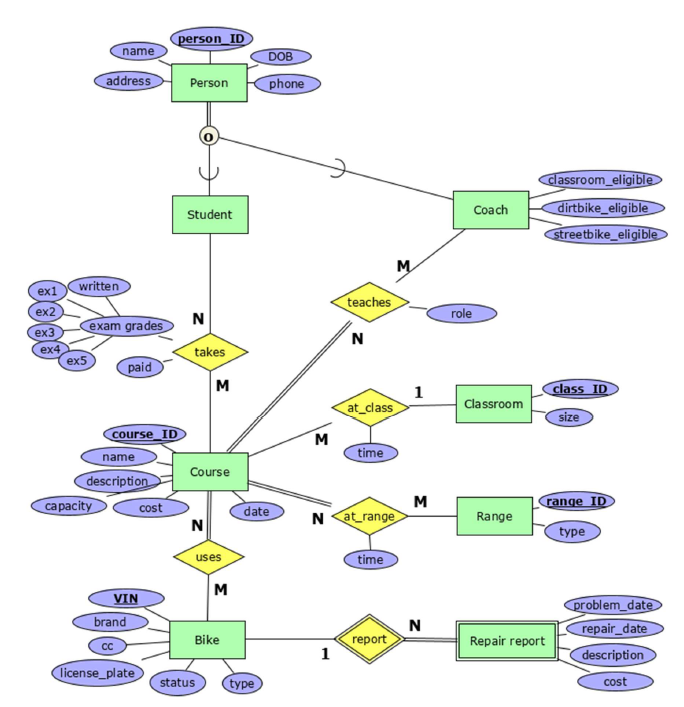 person_ID
name
DOB
address
Person
phone
o
Student
Coach
classroom_eligible
dirtbike_eligible
streetbike_eligible
M
teaches
role
N
ex1
written
ex2
exam grades
ex3
ex4
ex5
N
takes
paid
M
at_class
1
Classroom
class_ID
size
M
time
course_ID
name
description
Course
capacity
cost
date
N
at_range
M
Range
range_ID
type
time
N
uses
M
VIN
brand
cc
Bike
license_plate
status
type
1
report
N
Repair report
problem_date
repair_date
description
cost